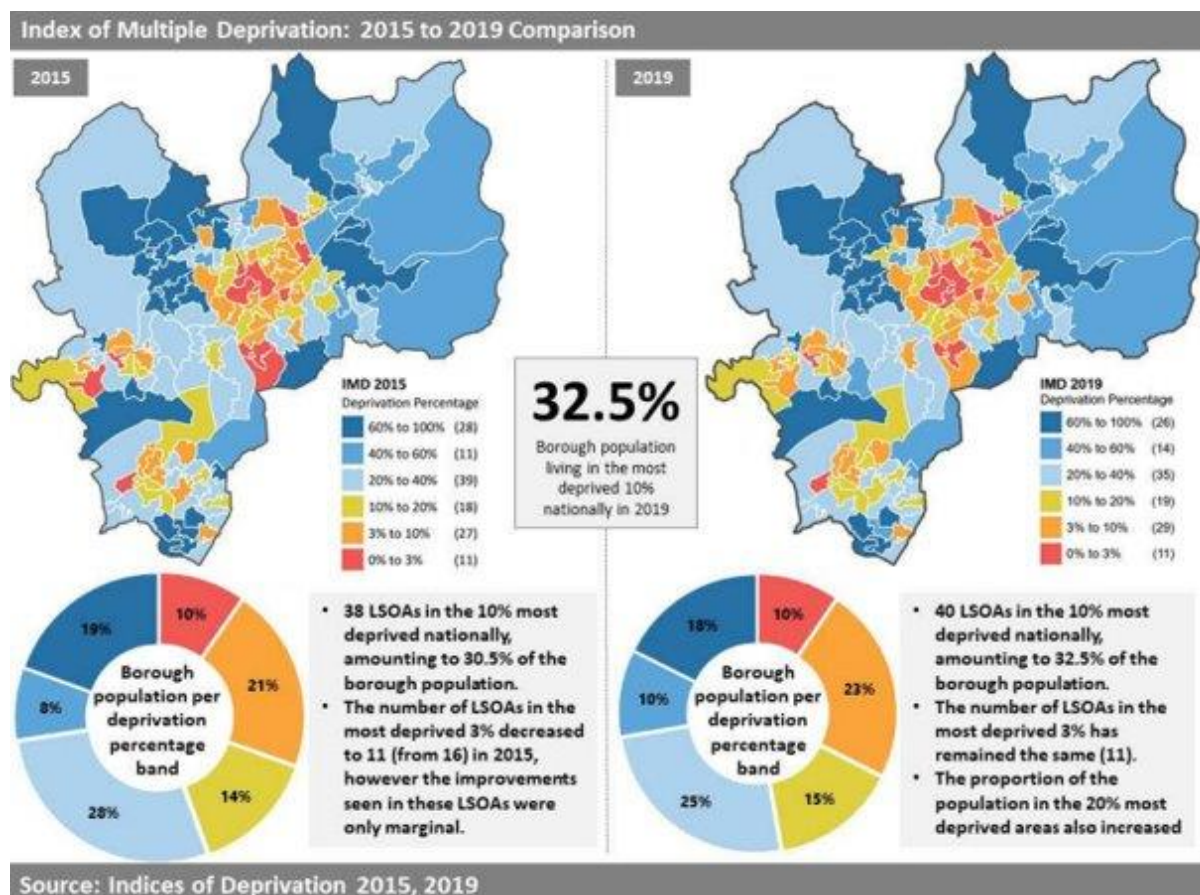 Index of Multiple Deprivation: 2015 to 2019 Comparison
2015
2019
IMD 2015
Deprivation Percentage
60% to 100% (28)
40% to 60% (11)
20% to 40% (39)
10% to 20% (18)
3% to 10% (27)
0% to 3% (11)
32.5%
Borough population
living in the most
deprived 10%
nationally in 2019
IMD 2019
Deprivation Percentage
60% to 100% (26)
40% to 60% (14)
20% to 40% (35)
10% to 20% (19)
3% to 10% (29)
0% to 3% (11)
10%
21%
14%
28%
8%
19%
Borough
population per
deprivation
percentage
band
• 38 LSOAs in the 10% most
deprived nationally,
amounting to 30.5% of the
borough population.
• The number of LSOAs in the
most deprived 3% decreased
to 11 (from 16) in 2015,
however the improvements
seen in these LSOAs were
only marginal.
10%
23%
15%
25%
10%
18%
Borough
population per
deprivation
percentage
band
• 40 LSOAs in the 10% most
deprived nationally,
amounting to 32.5% of the
borough population.
• The number of LSOAs in the
most deprived 3% has
remained the same (11).
• The proportion of the
population in the 20% most
deprived areas also increased
Source: Indices of Deprivation 2015, 2019